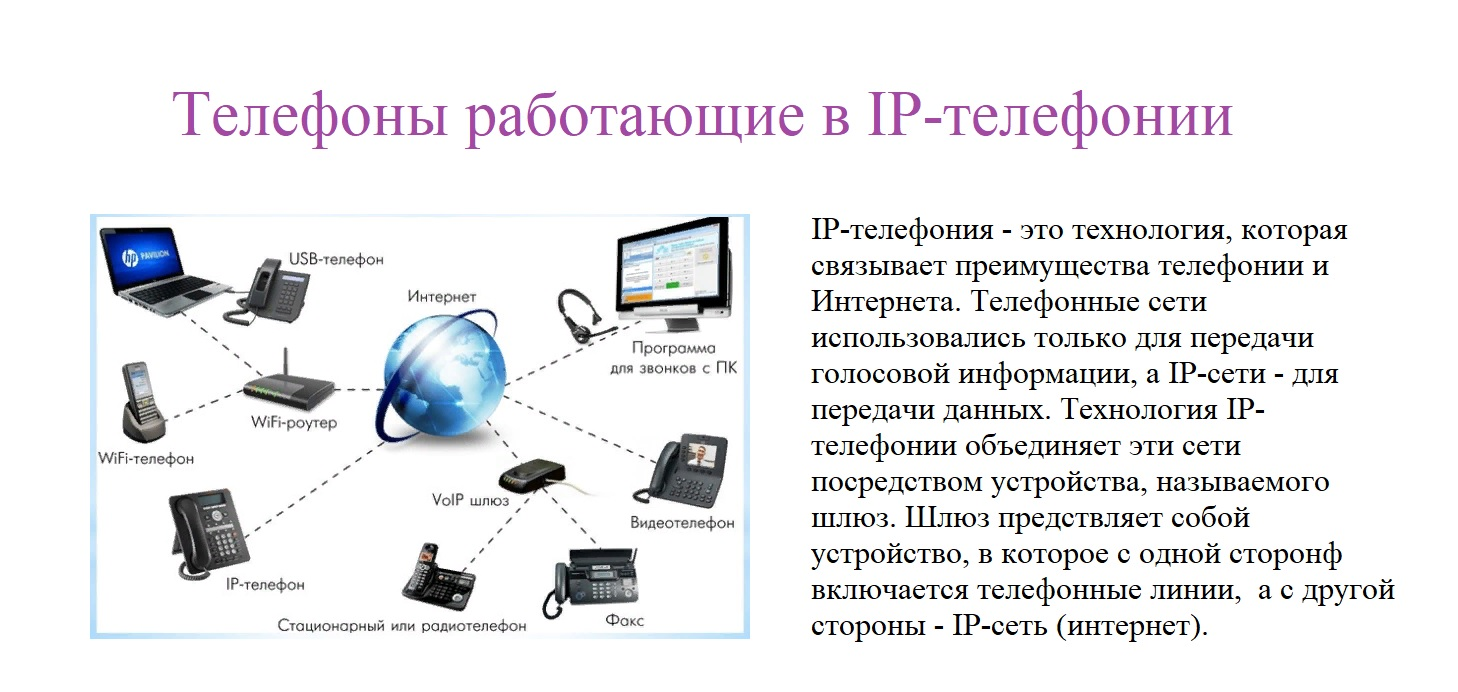 Телефоны работающие в IP-телефонии
hp PAVILION
USB-телефон
Интернет
Программа
для звонков с ПК
WiFi-роутер
WiFi-телефон
VoIP шлюз
Видеотелефон
IP-телефон
Стационарный или радиотелефон
Факс
IP-телефония - это технология, которая
связывает преимущества телефонии и
Интернета. Телефонные сети
использовались только для передачи
голосовой информации, а IP-сети - для
передачи данных. Технология IP-
телефонии объединяет эти сети
посредством устройства, называемого
шлюз. Шлюз предствляет собой
устройство, в которое с одной сторонф
включается телефонные линии,  а с другой
стороны - IP-сеть (интернет).